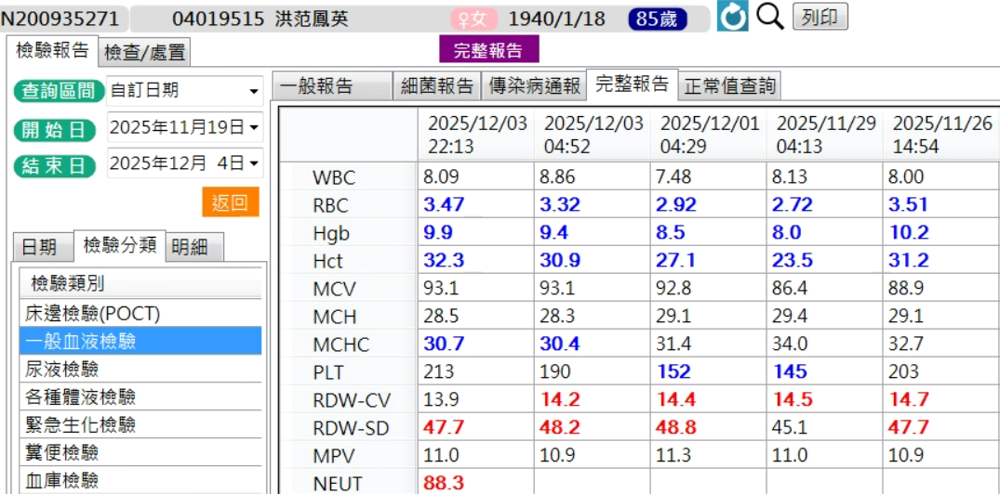 N200935271 04019515 洪范鳳英 ♀女 1940/1/18 85歲 列印
檢驗報告 檢查/處置 完整報告
查詢區間 自訂日期
開始日 2025年11月19日
結束日 2025年12月 4日
返回
日期 檢驗分類 明細
檢驗類別
床邊檢驗(POCT)
一般血液檢驗
尿液檢驗
各種體液檢驗
緊急生化檢驗
糞便檢驗
血庫檢驗
一般報告 細菌報告 傳染病通報 完整報告 正常值查詢
2025/12/03 2025/12/03 2025/12/01 2025/11/29 2025/11/26
22:13 04:52 04:29 04:13 14:54
WBC 8.09 8.86 7.48 8.13 8.00
RBC 3.47 3.32 2.92 2.72 3.51
Hgb 9.9 9.4 8.5 8.0 10.2
Hct 32.3 30.9 27.1 23.5 31.2
MCV 93.1 93.1 92.8 86.4 88.9
MCH 28.5 28.3 29.1 29.4 29.1
MCHC 30.7 30.4 31.4 34.0 32.7
PLT 213 190 152 145 203
RDW-CV 13.9 14.2 14.4 14.5 14.7
RDW-SD 47.7 48.2 48.8 45.1 47.7
MPV 11.0 10.9 11.3 11.0 10.9
NEUT 88.3